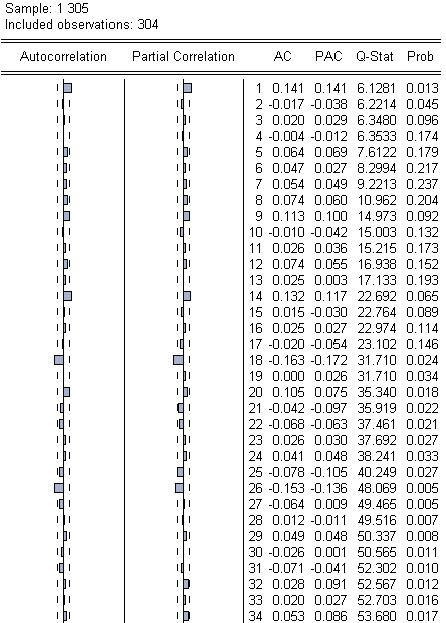 Sample: 1 305
Included observations: 304
Autocorrelation Partial Correlation AC PAC Q-Stat Prob
1 0.141 0.141 6.1281 0.013
2 -0.017 -0.038 6.2214 0.045
3 0.020 0.029 6.3480 0.096
4 -0.004 -0.012 6.3533 0.174
5 0.064 0.069 7.6122 0.179
6 0.047 0.027 8.2994 0.217
7 0.054 0.049 9.2213 0.237
8 0.074 0.060 10.962 0.204
9 0.113 0.100 14.973 0.092
10 -0.010 -0.042 15.003 0.132
11 0.026 0.036 15.215 0.173
12 0.074 0.055 16.938 0.152
13 0.025 0.003 17.133 0.193
14 0.132 0.117 22.692 0.065
15 0.015 -0.030 22.764 0.089
16 0.025 0.027 22.974 0.114
17 -0.020 -0.054 23.102 0.146
18 -0.163 -0.172 31.710 0.024
19 0.000 0.026 31.710 0.034
20 0.105 0.075 35.340 0.018
21 -0.042 -0.097 35.919 0.022
22 -0.068 -0.063 37.461 0.021
23 0.026 0.030 37.692 0.027
24 0.041 0.048 38.241 0.033
25 -0.078 -0.105 40.249 0.027
26 -0.153 -0.136 48.069 0.005
27 -0.064 0.009 49.465 0.005
28 0.012 -0.011 49.516 0.007
29 0.049 0.048 50.337 0.008
30 -0.026 0.001 50.565 0.011
31 -0.071 -0.041 52.302 0.010
32 0.028 0.091 52.567 0.012
33 0.020 0.027 52.703 0.016
34 0.053 0.086 53.680 0.017